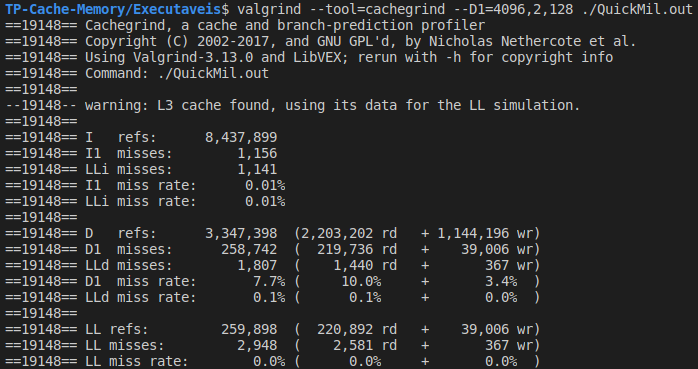 TP-Cache-Memory/Executaveis$ valgrind --tool=cachegrind --D1=4096,2,128 ./QuickMil.out
==19148== Cachegrind, a cache and branch-prediction profiler
==19148== Copyright (C) 2002-2017, and GNU GPL'd, by Nicholas Nethercote et al.
==19148== Using Valgrind-3.13.0 and LibVEX; rerun with -h for copyright info
==19148== Command: ./QuickMil.out
==19148==
--19148-- warning: L3 cache found, using its data for the LL simulation.
==19148==
==19148== I   refs:      8,437,899
==19148== I1  misses:        1,156
==19148== LLi misses:        1,141
==19148== I1  miss rate:      0.01%
==19148== LLi miss rate:      0.01%
==19148==
==19148== D   refs:      3,347,398  (2,203,202 rd   + 1,144,196 wr)
==19148== D1  misses:      258,742  (  219,736 rd   +    39,006 wr)
==19148== LLd misses:        1,807  (    1,440 rd   +       367 wr)
==19148== D1  miss rate:       7.7% (     10.0%     +       3.4%  )
==19148== LLd miss rate:       0.1% (      0.1%     +       0.0%  )
==19148==
==19148== LL refs:         259,898  (  220,892 rd   +    39,006 wr)
==19148== LL misses:         2,948  (    2,581 rd   +       367 wr)
==19148== LL miss rate:        0.0% (      0.0%     +       0.0%  )